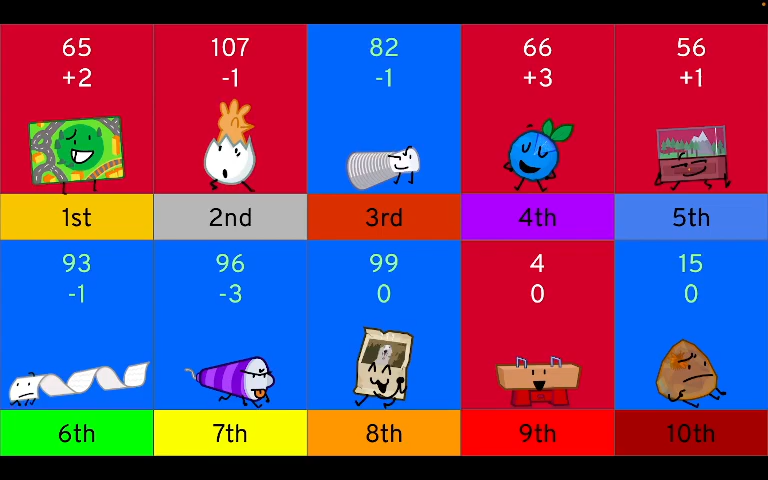 65 107 82 66 56
+2 -1 -1 +3 +1
1st 2nd 3rd 4th 5th
93 96 99 4 15
-1 -3 0 0 0
6th 7th 8th 9th 10th